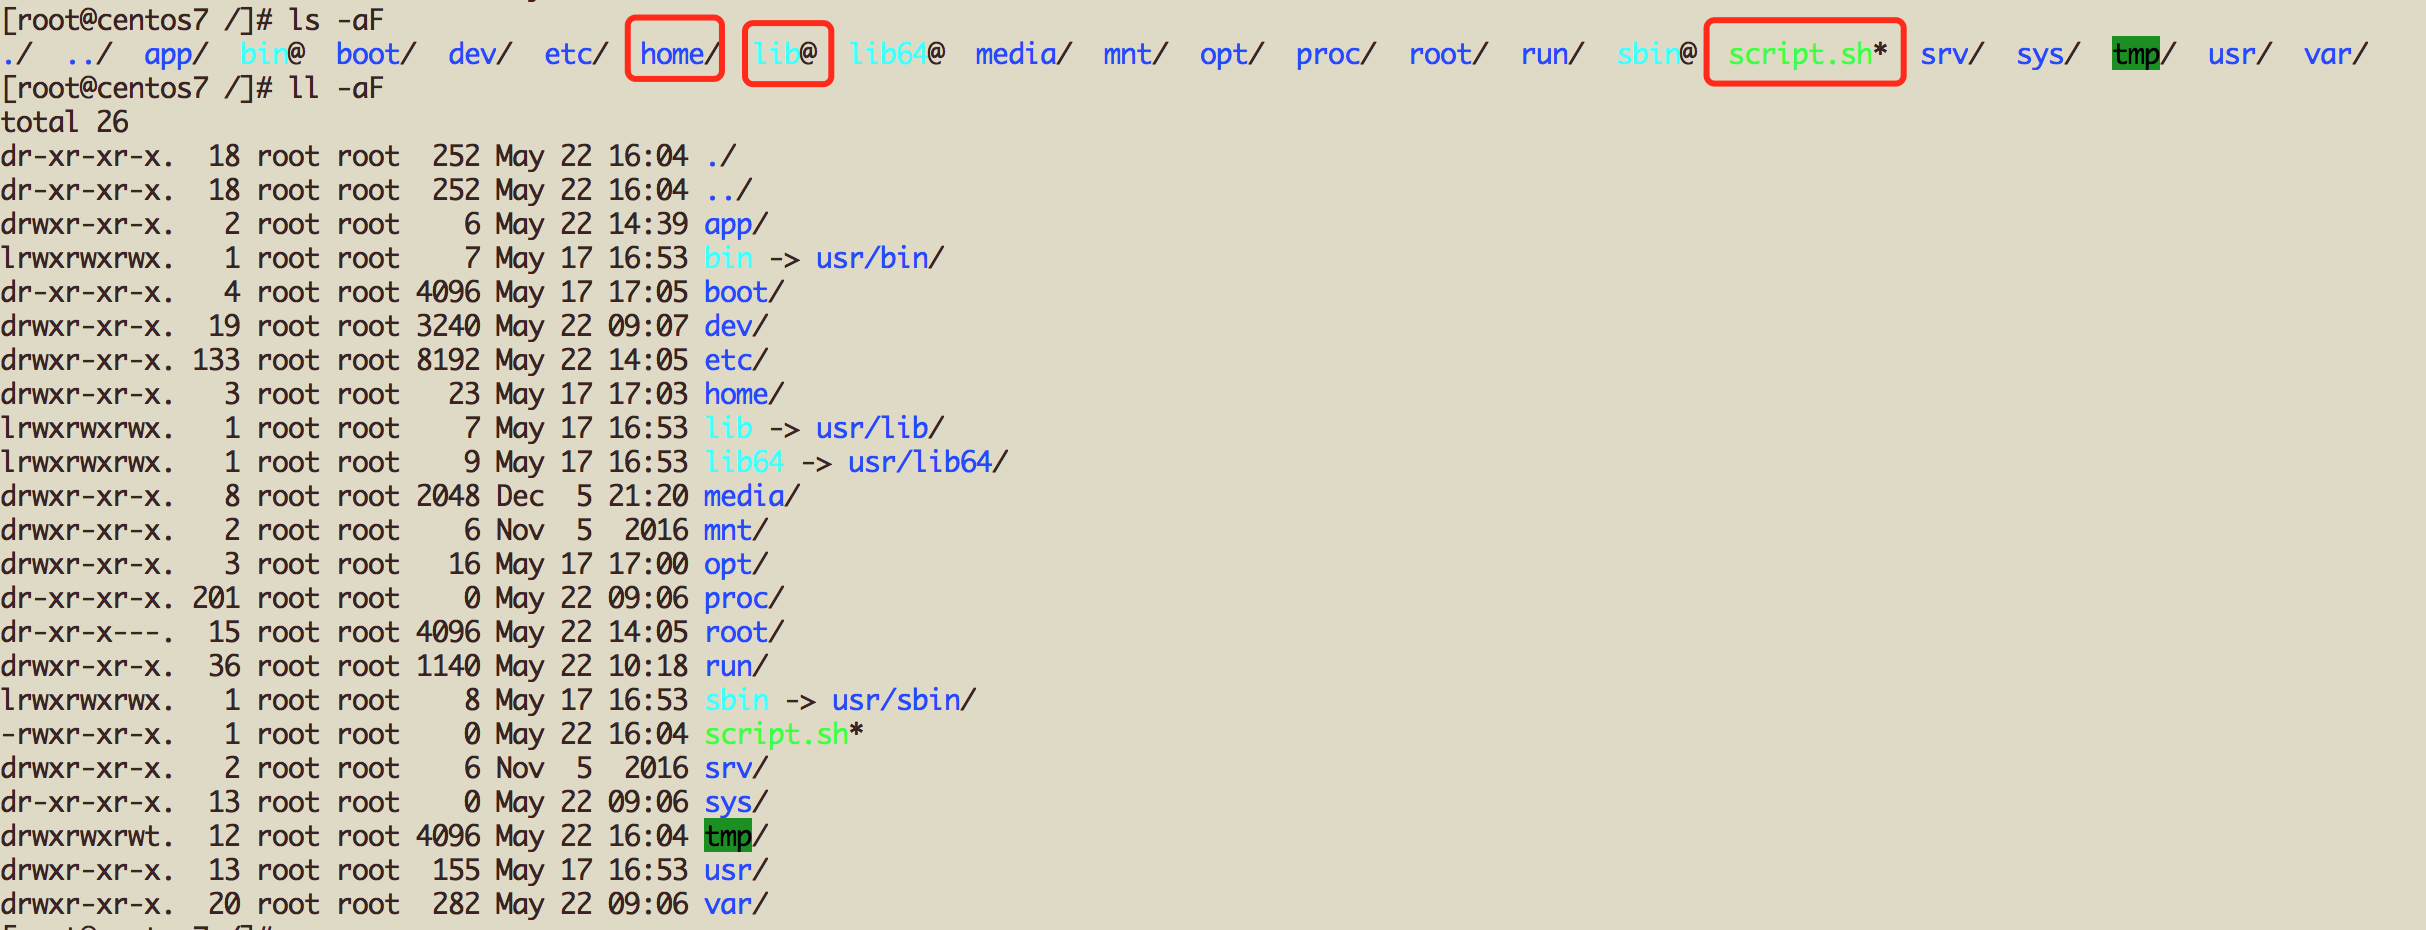 [root@centos7 /]# ls -aF
./  ../  app/  bin@  boot/  dev/  etc/  home/  lib@  lib64@  media/  mnt/  opt/  proc/  root/  run/  sbin@  script.sh*  srv/  sys/  tmp/  usr/  var/
[root@centos7 /]# ll -aF
total 26
dr-xr-xr-x.  18 root root  252 May 22 16:04 ./
dr-xr-xr-x.  18 root root  252 May 22 16:04 ../
drwxr-xr-x.   2 root root    6 May 22 14:39 app/
lrwxrwxrwx.   1 root root    7 May 17 16:53 bin -> usr/bin/
dr-xr-xr-x.   4 root root 4096 May 17 17:05 boot/
drwxr-xr-x.  19 root root 3240 May 22 09:07 dev/
drwxr-xr-x. 133 root root 8192 May 22 14:05 etc/
drwxr-xr-x.   3 root root   23 May 17 17:03 home/
lrwxrwxrwx.   1 root root    7 May 17 16:53 lib -> usr/lib/
lrwxrwxrwx.   1 root root    9 May 17 16:53 lib64 -> usr/lib64/
drwxr-xr-x.   8 root root 2048 Dec  5 21:20 media/
drwxr-xr-x.   2 root root    6 Nov  5  2016 mnt/
drwxr-xr-x.   3 root root   16 May 17 17:00 opt/
dr-xr-xr-x. 201 root root    0 May 22 09:06 proc/
dr-xr-x---.  15 root root 4096 May 22 14:05 root/
drwxr-xr-x.  36 root root 1140 May 22 10:18 run/
lrwxrwxrwx.   1 root root    8 May 17 16:53 sbin -> usr/sbin/
-rwxr-xr-x.   1 root root    0 May 22 16:04 script.sh*
drwxr-xr-x.   2 root root    6 Nov  5  2016 srv/
dr-xr-xr-x.  13 root root    0 May 22 09:06 sys/
drwxrwxrwt.  12 root root 4096 May 22 16:04 tmp/
drwxr-xr-x.  13 root root  155 May 17 16:53 usr/
drwxr-xr-x.  20 root root  282 May 22 09:06 var/